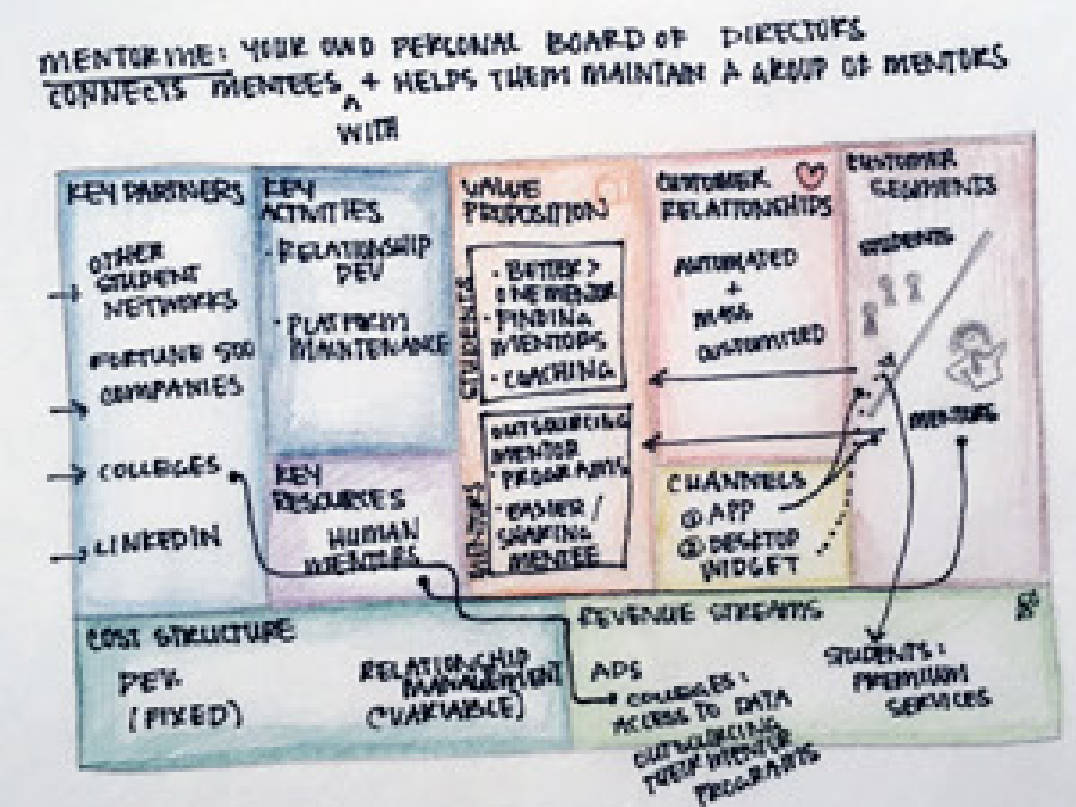 MENTOR ME: YOUR OWN PERSONAL BOARD OF DIRECTORS
CONNECTS MENTEES ^ + HELPS THEM MAINTAIN A GROUP OF MENTORS
WITH
KEY PARTNERS
OTHER
STUDENT
NETWORKS
FORTUNE 500
COMPANIES
COLLEGES
LINKEDIN
KEY
ACTIVITIES
· RELATIONSHIP
DEV
· PLATFORM
MAINTENANCE
KEY
RESOURCES
HUMAN
MENTORS
VALUE
PROPOSITION
STUDENTS
· BETTER >
ONE MENTOR
· FINDING
MENTORS
· COACHING
MENTORS
OUTSOURCING
MENTOR
· PROGRAMS
· EASIER /
SHARING
MENTEE
CUSTOMER
RELATIONSHIPS
AUTOMATED
+
MASS
CUSTOMIZED
CHANNELS
① APP
② DESKTOP
WIDGET
CUSTOMER
SEGMENTS
STUDENTS
MENTORS
COST STRUCTURE
DEV.
(FIXED)
RELATIONSHIP
MANAGEMENT
(VARIABLE)
REVENUE STREAMS
ADS
COLLEGES:
ACCESS TO DATA
OUTSOURCING
THEIR MENTOR
PROGRAMS
STUDENTS:
PREMIUM
SERVICES